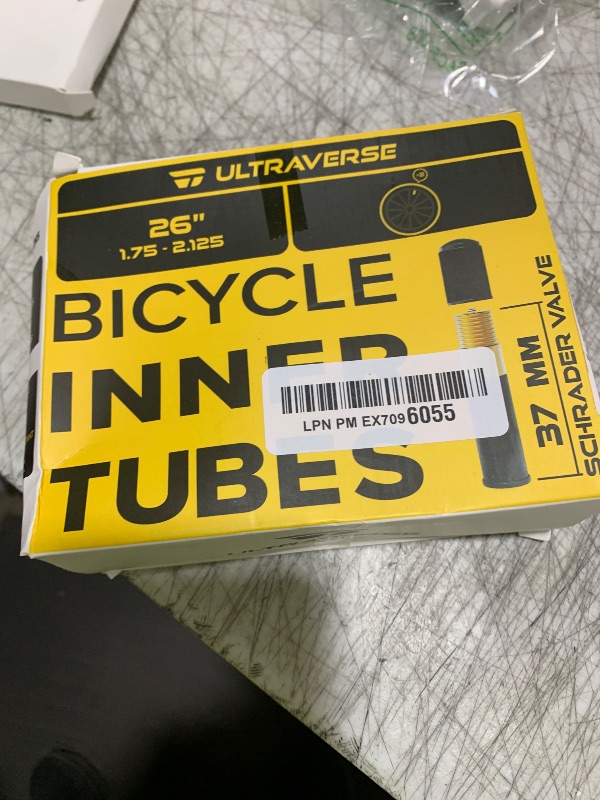 ULTRAVERSE
26"
1.75 - 2.125
BICYCLE
INNER
TUBES
LPN PM EX7096055
37 MM
SCHRADER VALVE